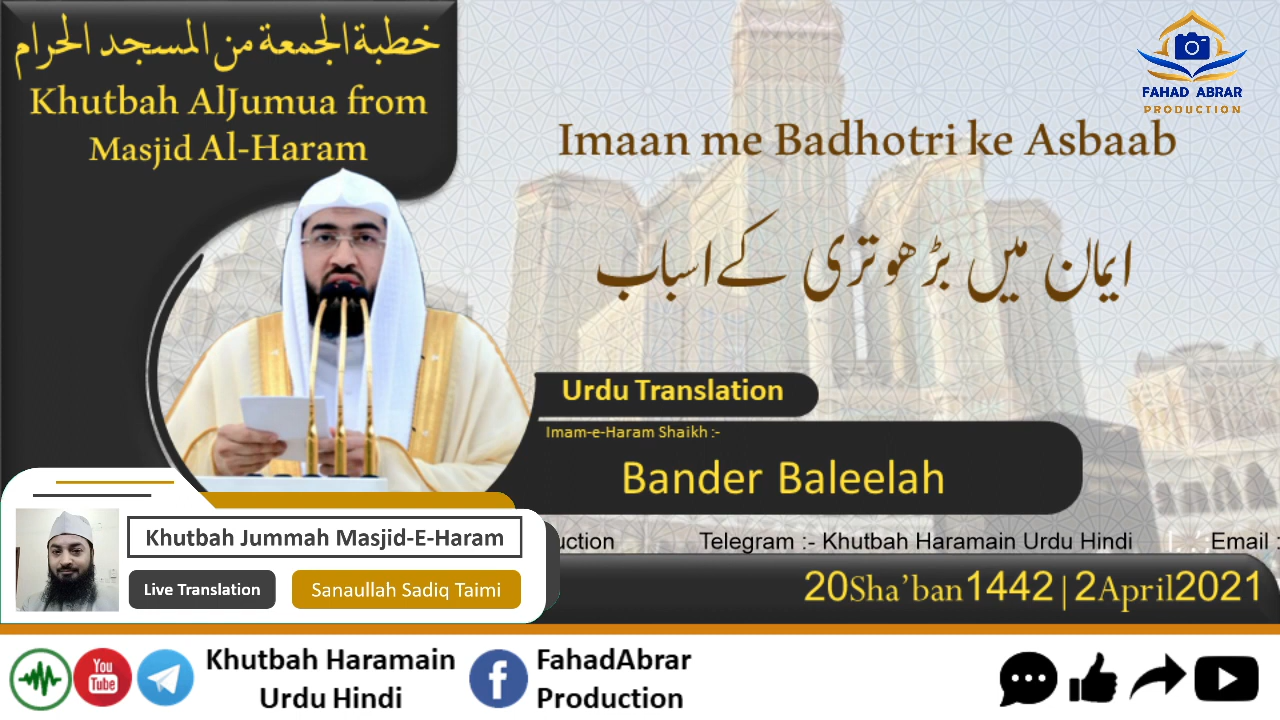 خطبة الجمعة من المسجد الحرام
Khutbah AlJumua from
Masjid Al-Haram
FAHAD ABRAR
PRODUCTION
Imaan me Badhotri ke Asbaab
ایمان میں بڑھوتری کے اسباب
Urdu Translation
Imam-e-Haram Shaikh :-
Bander Baleelah
Khutbah Jummah Masjid-E-Haram
Live Translation
Sanaullah Sadiq Taimi
uction Telegram :- Khutbah Haramain Urdu Hindi Email :
20Sha’ban1442 | 2April2021
You
Tube
Khutbah Haramain
Urdu Hindi
FahadAbrar
Production